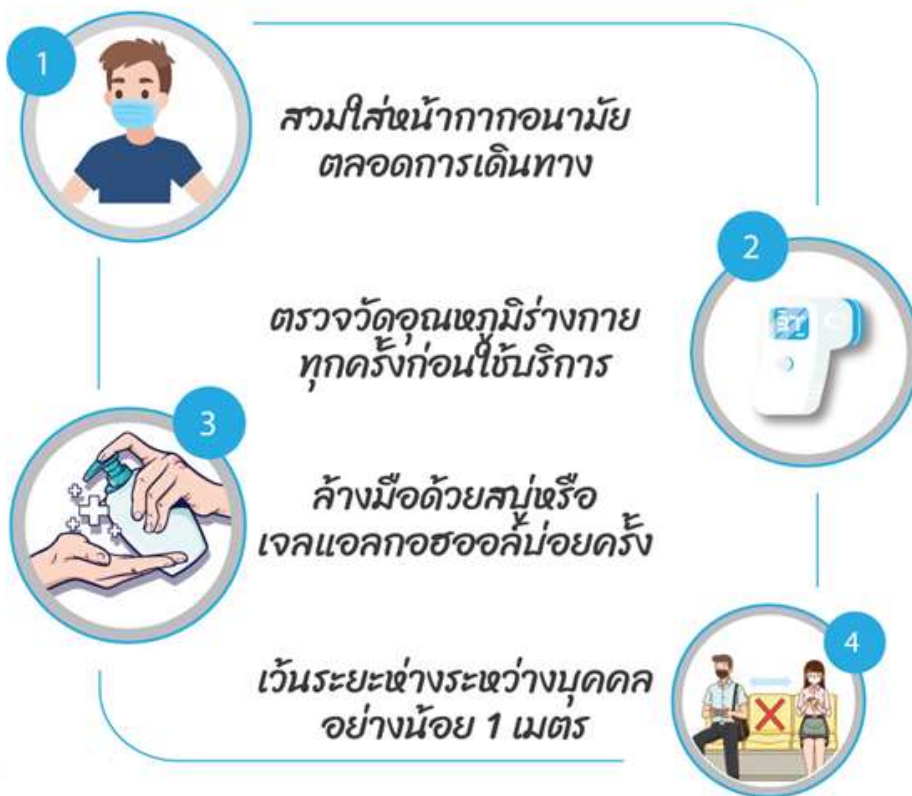 1
สวมใส่หน้ากากอนามัย
ตลอดการเดินทาง
2
ตรวจวัดอุณหภูมิร่างกาย
ทุกครั้งก่อนใช้บริการ
3
ล้างมือด้วยสบู่หรือ
เจลแอลกอฮออล์บ่อยครั้ง
4
เว้นระยะห่างระหว่างบุคคล
อย่างน้อย 1 เมตร